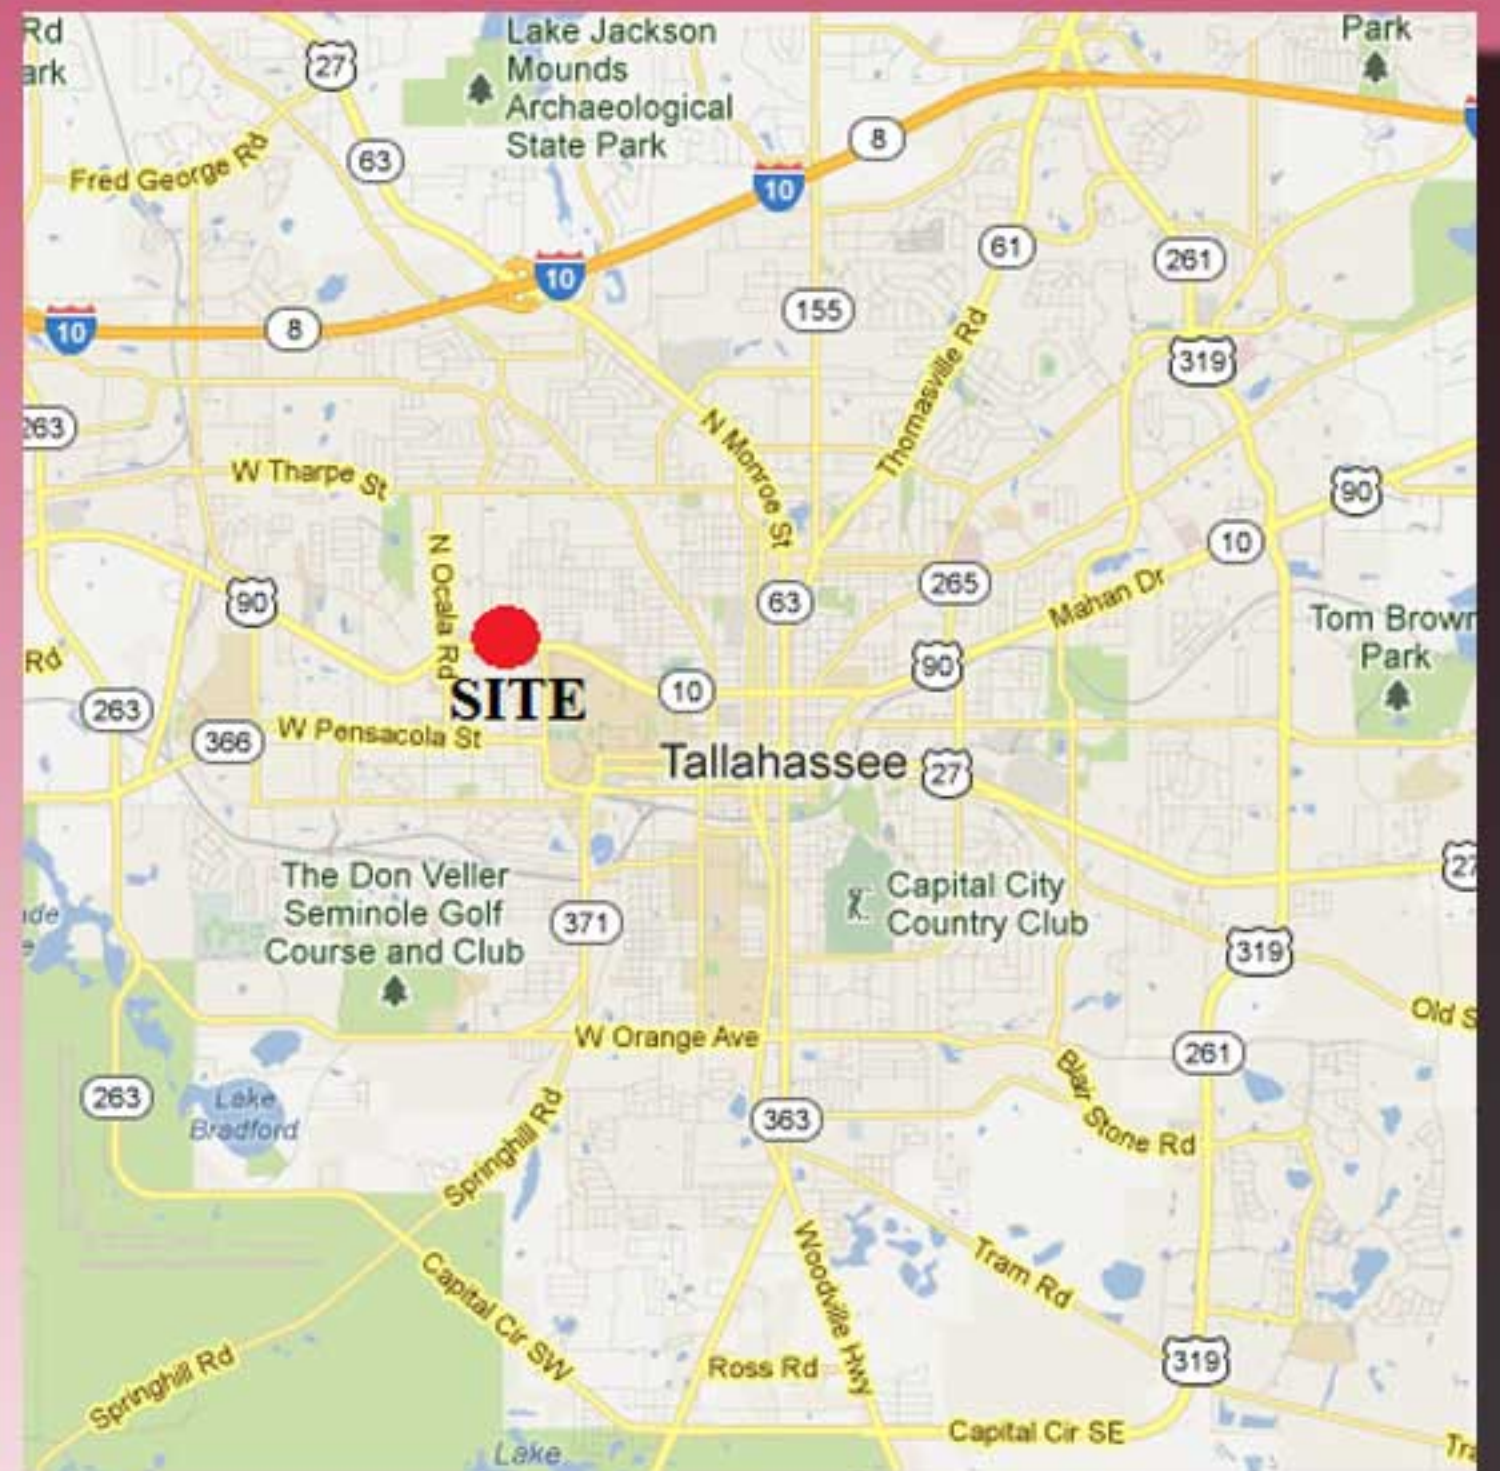 Rd
ark
27
Lake Jackson
Mounds
Archaeological
State Park
Park
8
63
Fred George Rd
10
10
61
261
10
8
155
Thomasville Rd
319
263
N Monroe St
W Tharpe St
90
N Ocala Rd
10
90
63
265
Mahan Dr
Tom Brown
Park
Rd
90
SITE
10
263
366
W Pensacola St
Tallahassee
27
The Don Veller
Seminole Golf
Course and Club
Capital City
Country Club
27
371
319
Old S
W Orange Ave
261
263
Lake
Bradford
Springhill Rd
363
Blair Stone Rd
Capital Cir SW
Woodville Hwy
Tram Rd
Springhill Rd
Ross Rd
319
Capital Cir SE
Lake
Tra